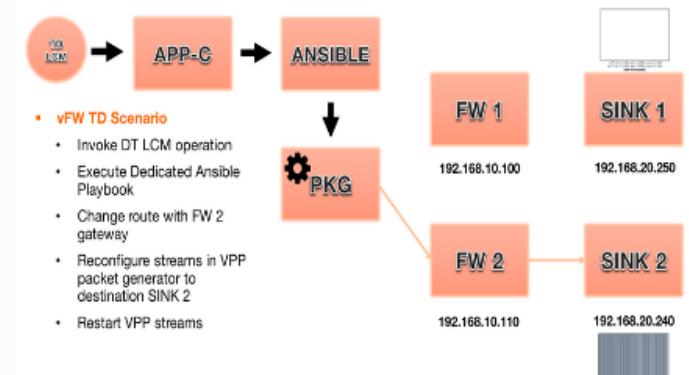 TD
LCM
APP-C
ANSIBLE
FW 1
SINK 1
192.168.10.100
192.168.20.250
vFW TD Scenario
Invoke DT LCM operation
Execute Dedicated Ansible
Playbook
Change route with FW 2
gateway
Reconfigure streams in VPP
packet generator to
destination SINK 2
Restart VPP streams
PKG
FW 2
SINK 2
192.168.10.110
192.168.20.240